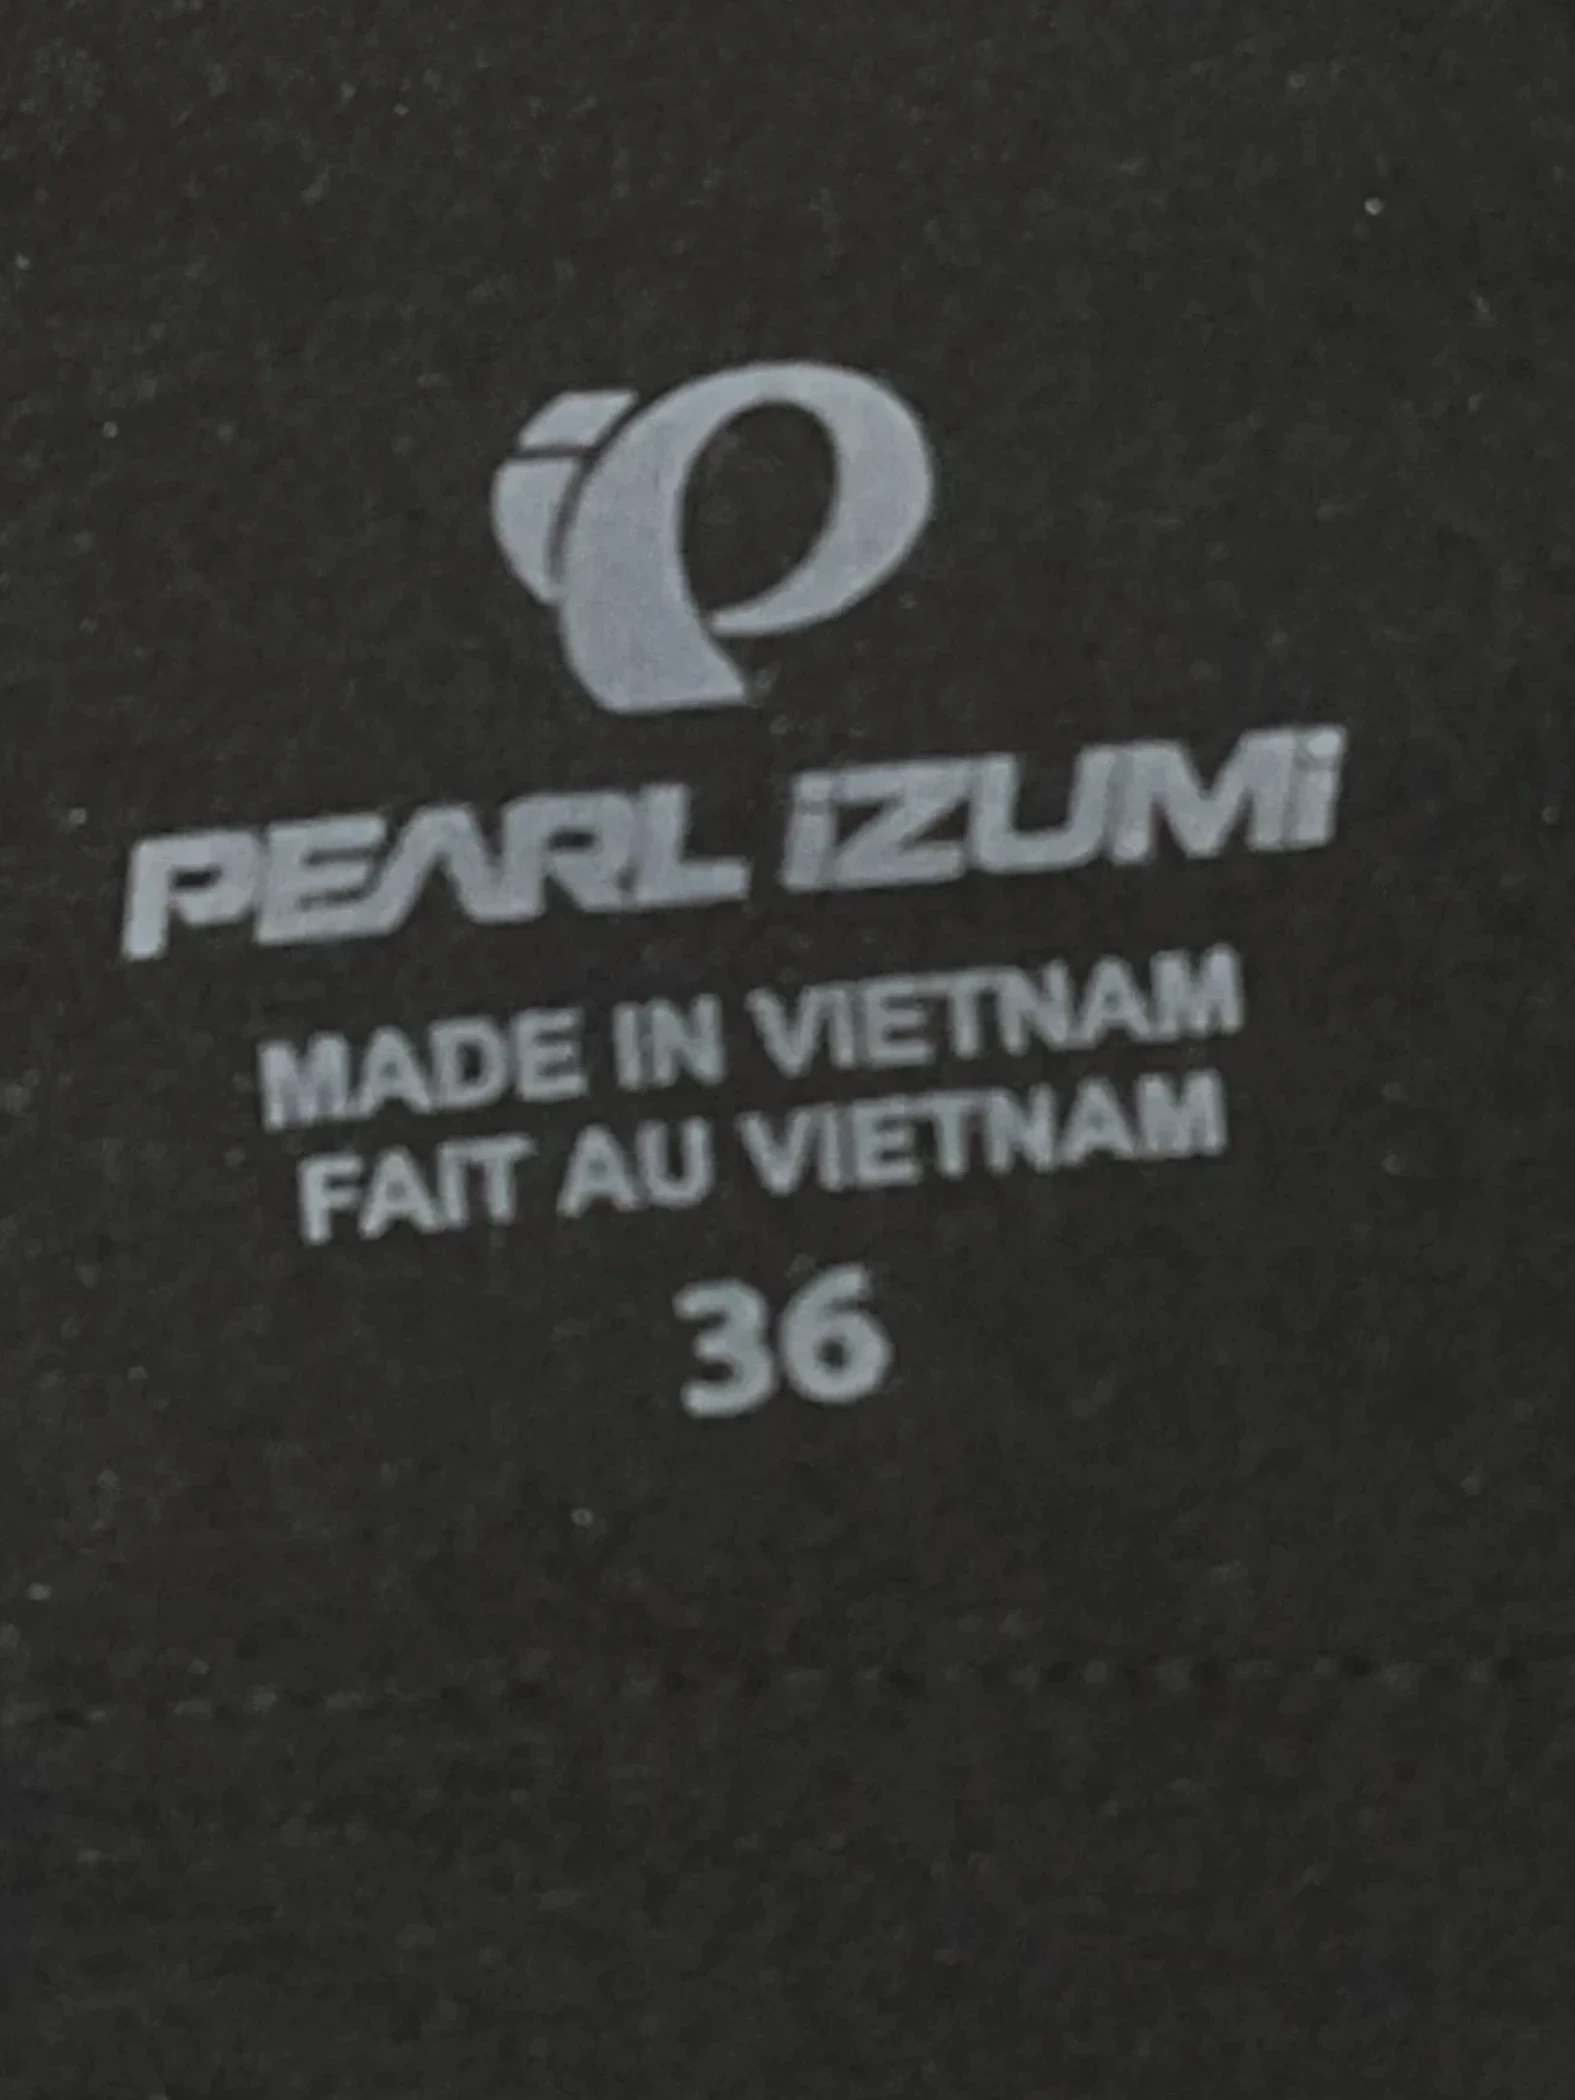 PEARL iZUMi
MADE IN VIETNAM
FAIT AU VIETNAM
36